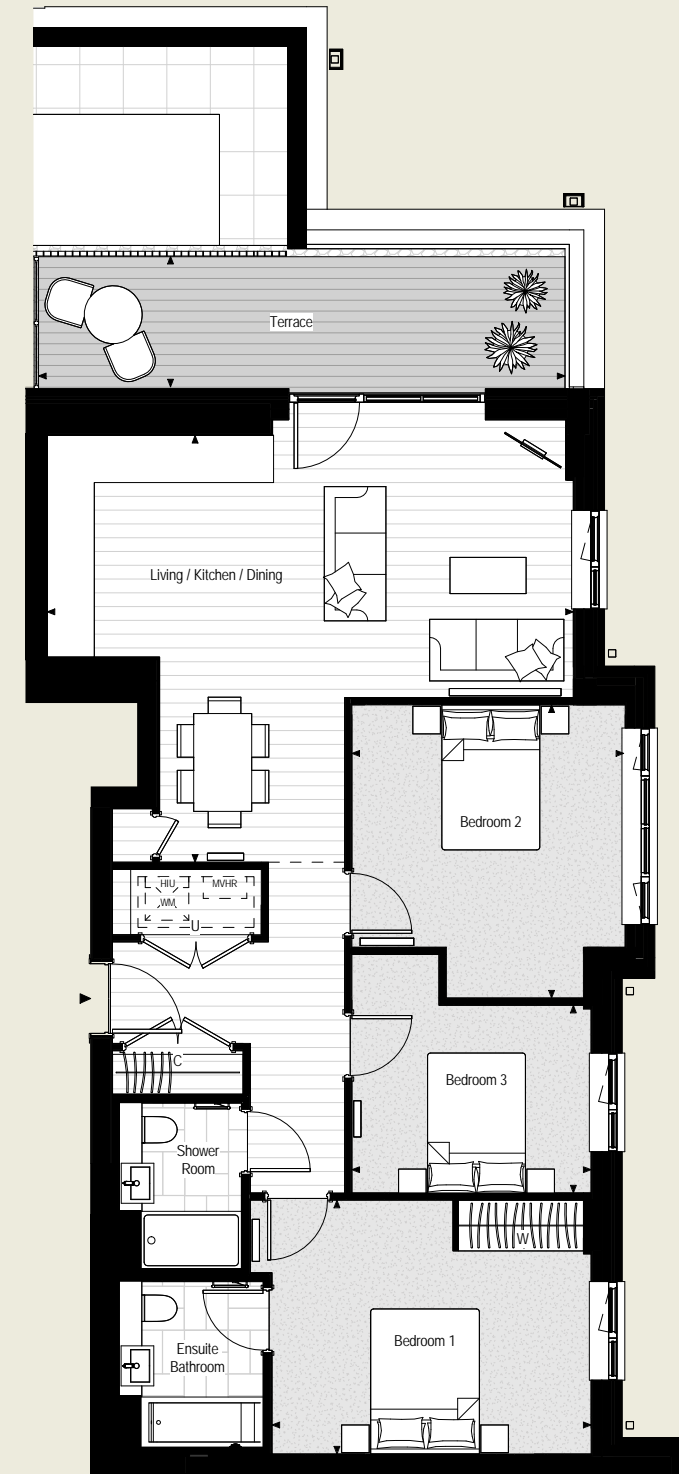 Terrace
Living / Kitchen / Dining
Bedroom 2
HIU
MVHR
WM
U
C
Bedroom 3
Shower
Room
W
Bedroom 1
Ensuite
Bathroom